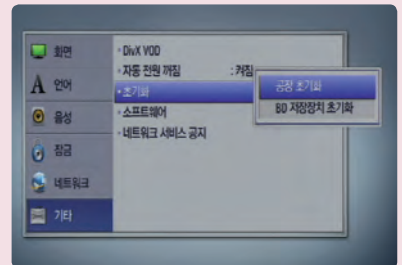 화면
A 언어
음성
잠금
네트워크
기타
• DivX VOD
• 자동 전원 꺼짐 : 켜짐
• 초기화
• 소프트웨어
• 네트워크 서비스 공지
공장 초기화
BD 저장장치 초기화